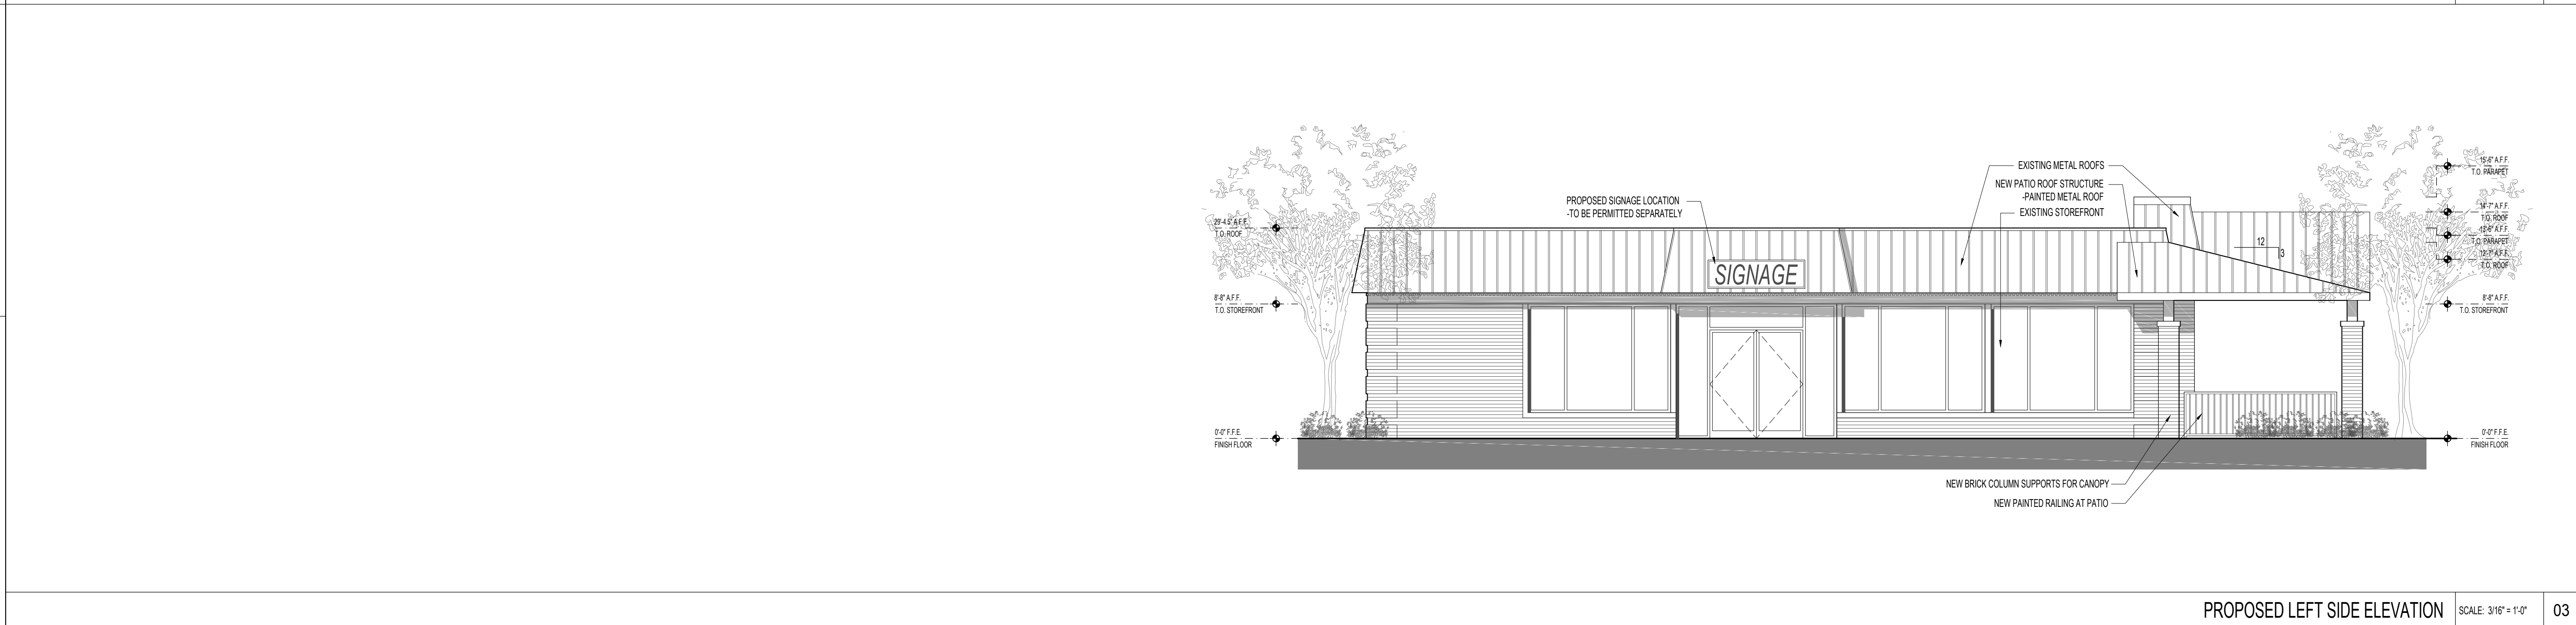 15'-6" A.F.F.
T.O. PARAPET
EXISTING METAL ROOFS
NEW PATIO ROOF STRUCTURE
-PAINTED METAL ROOF
EXISTING STOREFRONT
PROPOSED SIGNAGE LOCATION
-TO BE PERMITTED SEPARATELY
14'-7" A.F.F.
T.O. ROOF
29'-4.5" A.F.F.
T.O. ROOF
13'-6" A.F.F.
T.O. PARAPET
12
3
12'-1" A.F.F.
T.O. ROOF
SIGNAGE
8'-8" A.F.F.
T.O. STOREFRONT
8'-8" A.F.F.
T.O. STOREFRONT
0'-0" F.F.E.
FINISH FLOOR
0'-0" F.F.E.
FINISH FLOOR
NEW BRICK COLUMN SUPPORTS FOR CANOPY
NEW PAINTED RAILING AT PATIO
PROPOSED LEFT SIDE ELEVATION
SCALE: 3/16" = 1'-0"
03